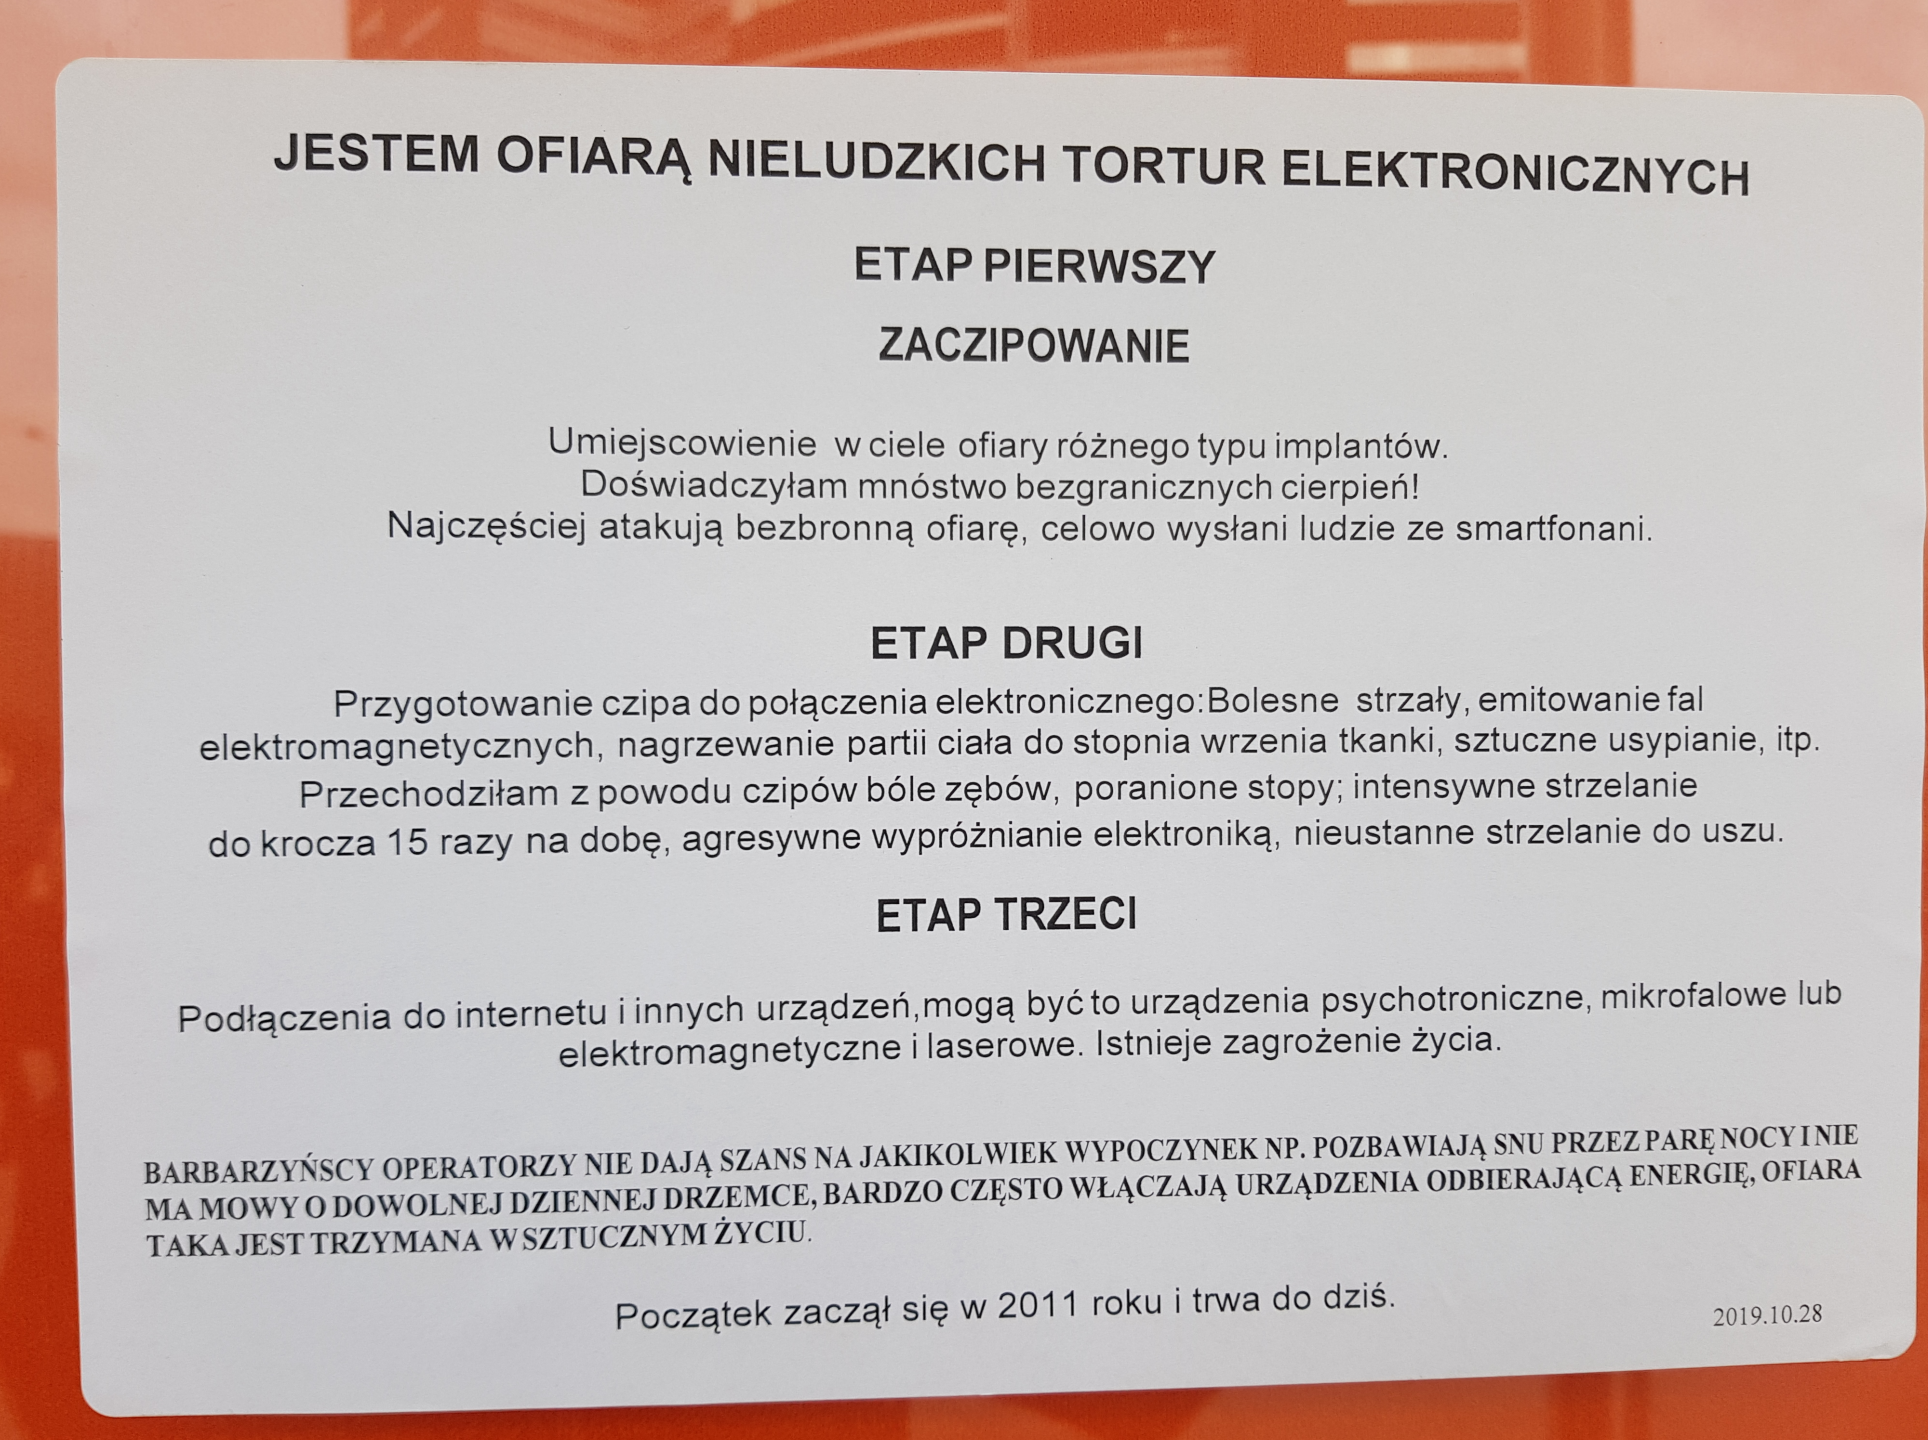 JESTEM OFIARĄ NIELUDZKICH TORTUR ELEKTRONICZNYCH
ETAP PIERWSZY
ZACZIPOWANIE
Umiejscowienie w ciele ofiary różnego typu implantów.
Doświadczyłam mnóstwo bezgranicznych cierpień!
Najczęściej atakują bezbronną ofiarę, celowo wysłani ludzie ze smartfonani.
ETAP DRUGI
Przygotowanie czipa do połączenia elektronicznego:Bolesne strzały, emitowanie fal
elektromagnetycznych, nagrzewanie partii ciała do stopnia wrzenia tkanki, sztuczne usypianie, itp.
Przechodziłam z powodu czipów bóle zębów, poranione stopy; intensywne strzelanie
do krocza 15 razy na dobę, agresywne wypróżnianie elektroniką, nieustanne strzelanie do uszu.
ETAP TRZECI
Podłączenia do internetu i innych urządzeń,mogą być to urządzenia psychotroniczne, mikrofalowe lub
elektromagnetyczne i laserowe. Istnieje zagrożenie życia.
BARBARZYŃSCY OPERATORZY NIE DAJĄ SZANS NA JAKIKOLWIEK WYPOCZYNEK NP. POZBAWIAJĄ SNU PRZEZ PARĘ NOCY I NIE
MA MOWY O DOWOLNEJ DZIENNEJ DRZEMCE, BARDZO CZĘSTO WŁĄCZAJĄ URZĄDZENIA ODBIERAJĄCĄ ENERGIĘ, OFIARA
TAKA JEST TRZYMANA W SZTUCZNYM ŻYCIU.
Początek zaczął się w 2011 roku i trwa do dziś.
2019.10.28